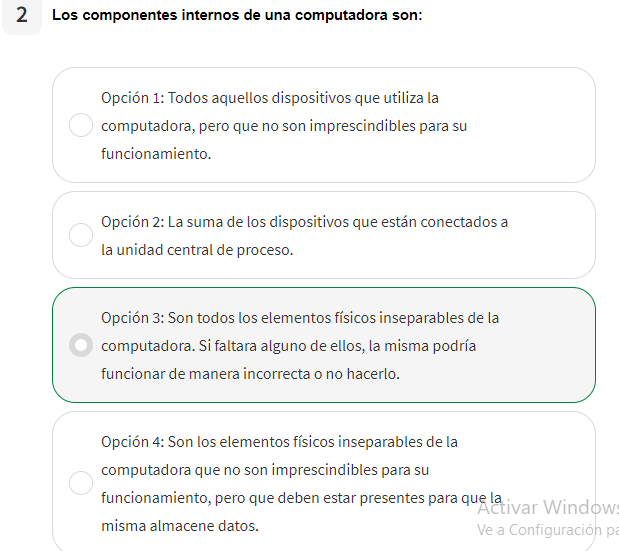 2 Los componentes internos de una computadora son:
Opción 1: Todos aquellos dispositivos que utiliza la
computadora, pero que no son imprescindibles para su
funcionamiento.
Opción 2: La suma de los dispositivos que están conectados a
la unidad central de proceso.
Opción 3: Son todos los elementos físicos inseparables de la
computadora. Si faltara alguno de ellos, la misma podría
funcionar de manera incorrecta o no hacerlo.
Opción 4: Son los elementos físicos inseparables de la
computadora que no son imprescindibles para su
funcionamiento, pero que deben estar presentes para que la
misma almacene datos.
Activar Windows
Ve a Configuración pa